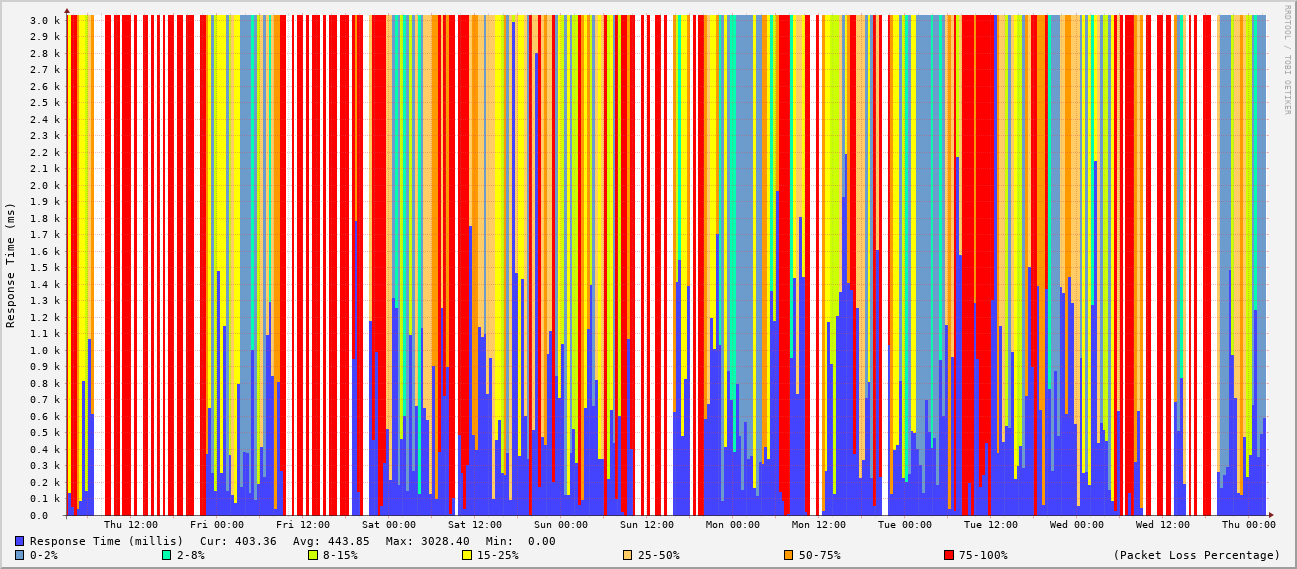 3.0 k
2.9 k
2.8 k
2.7 k
2.6 k
2.5 k
2.4 k
2.3 k
2.2 k
2.1 k
2.0 k
1.9 k
1.8 k
1.7 k
1.6 k
1.5 k
1.4 k
1.3 k
1.2 k
1.1 k
1.0 k
0.9 k
0.8 k
0.7 k
0.6 k
0.5 k
0.4 k
0.3 k
0.2 k
0.1 k
0.0
Response Time (ms)
RRDTOOL / TOBI OETIKER
Thu 12:00 Fri 00:00 Fri 12:00 Sat 00:00 Sat 12:00 Sun 00:00 Sun 12:00 Mon 00:00 Mon 12:00 Tue 00:00 Tue 12:00 Wed 00:00 Wed 12:00 Thu 00:00
Response Time (millis) Cur: 403.36 Avg: 443.85 Max: 3028.40 Min: 0.00
0-2% 2-8% 8-15% 15-25% 25-50% 50-75% 75-100% (Packet Loss Percentage)